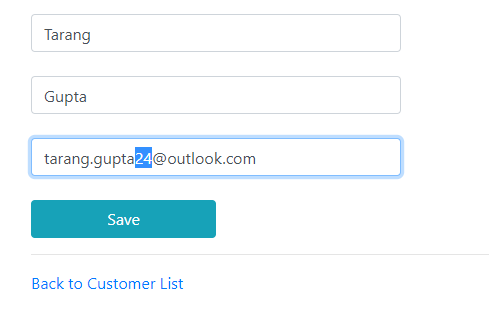 Tarang
Gupta
tarang.gupta24@outlook.com
Save
Back to Customer List